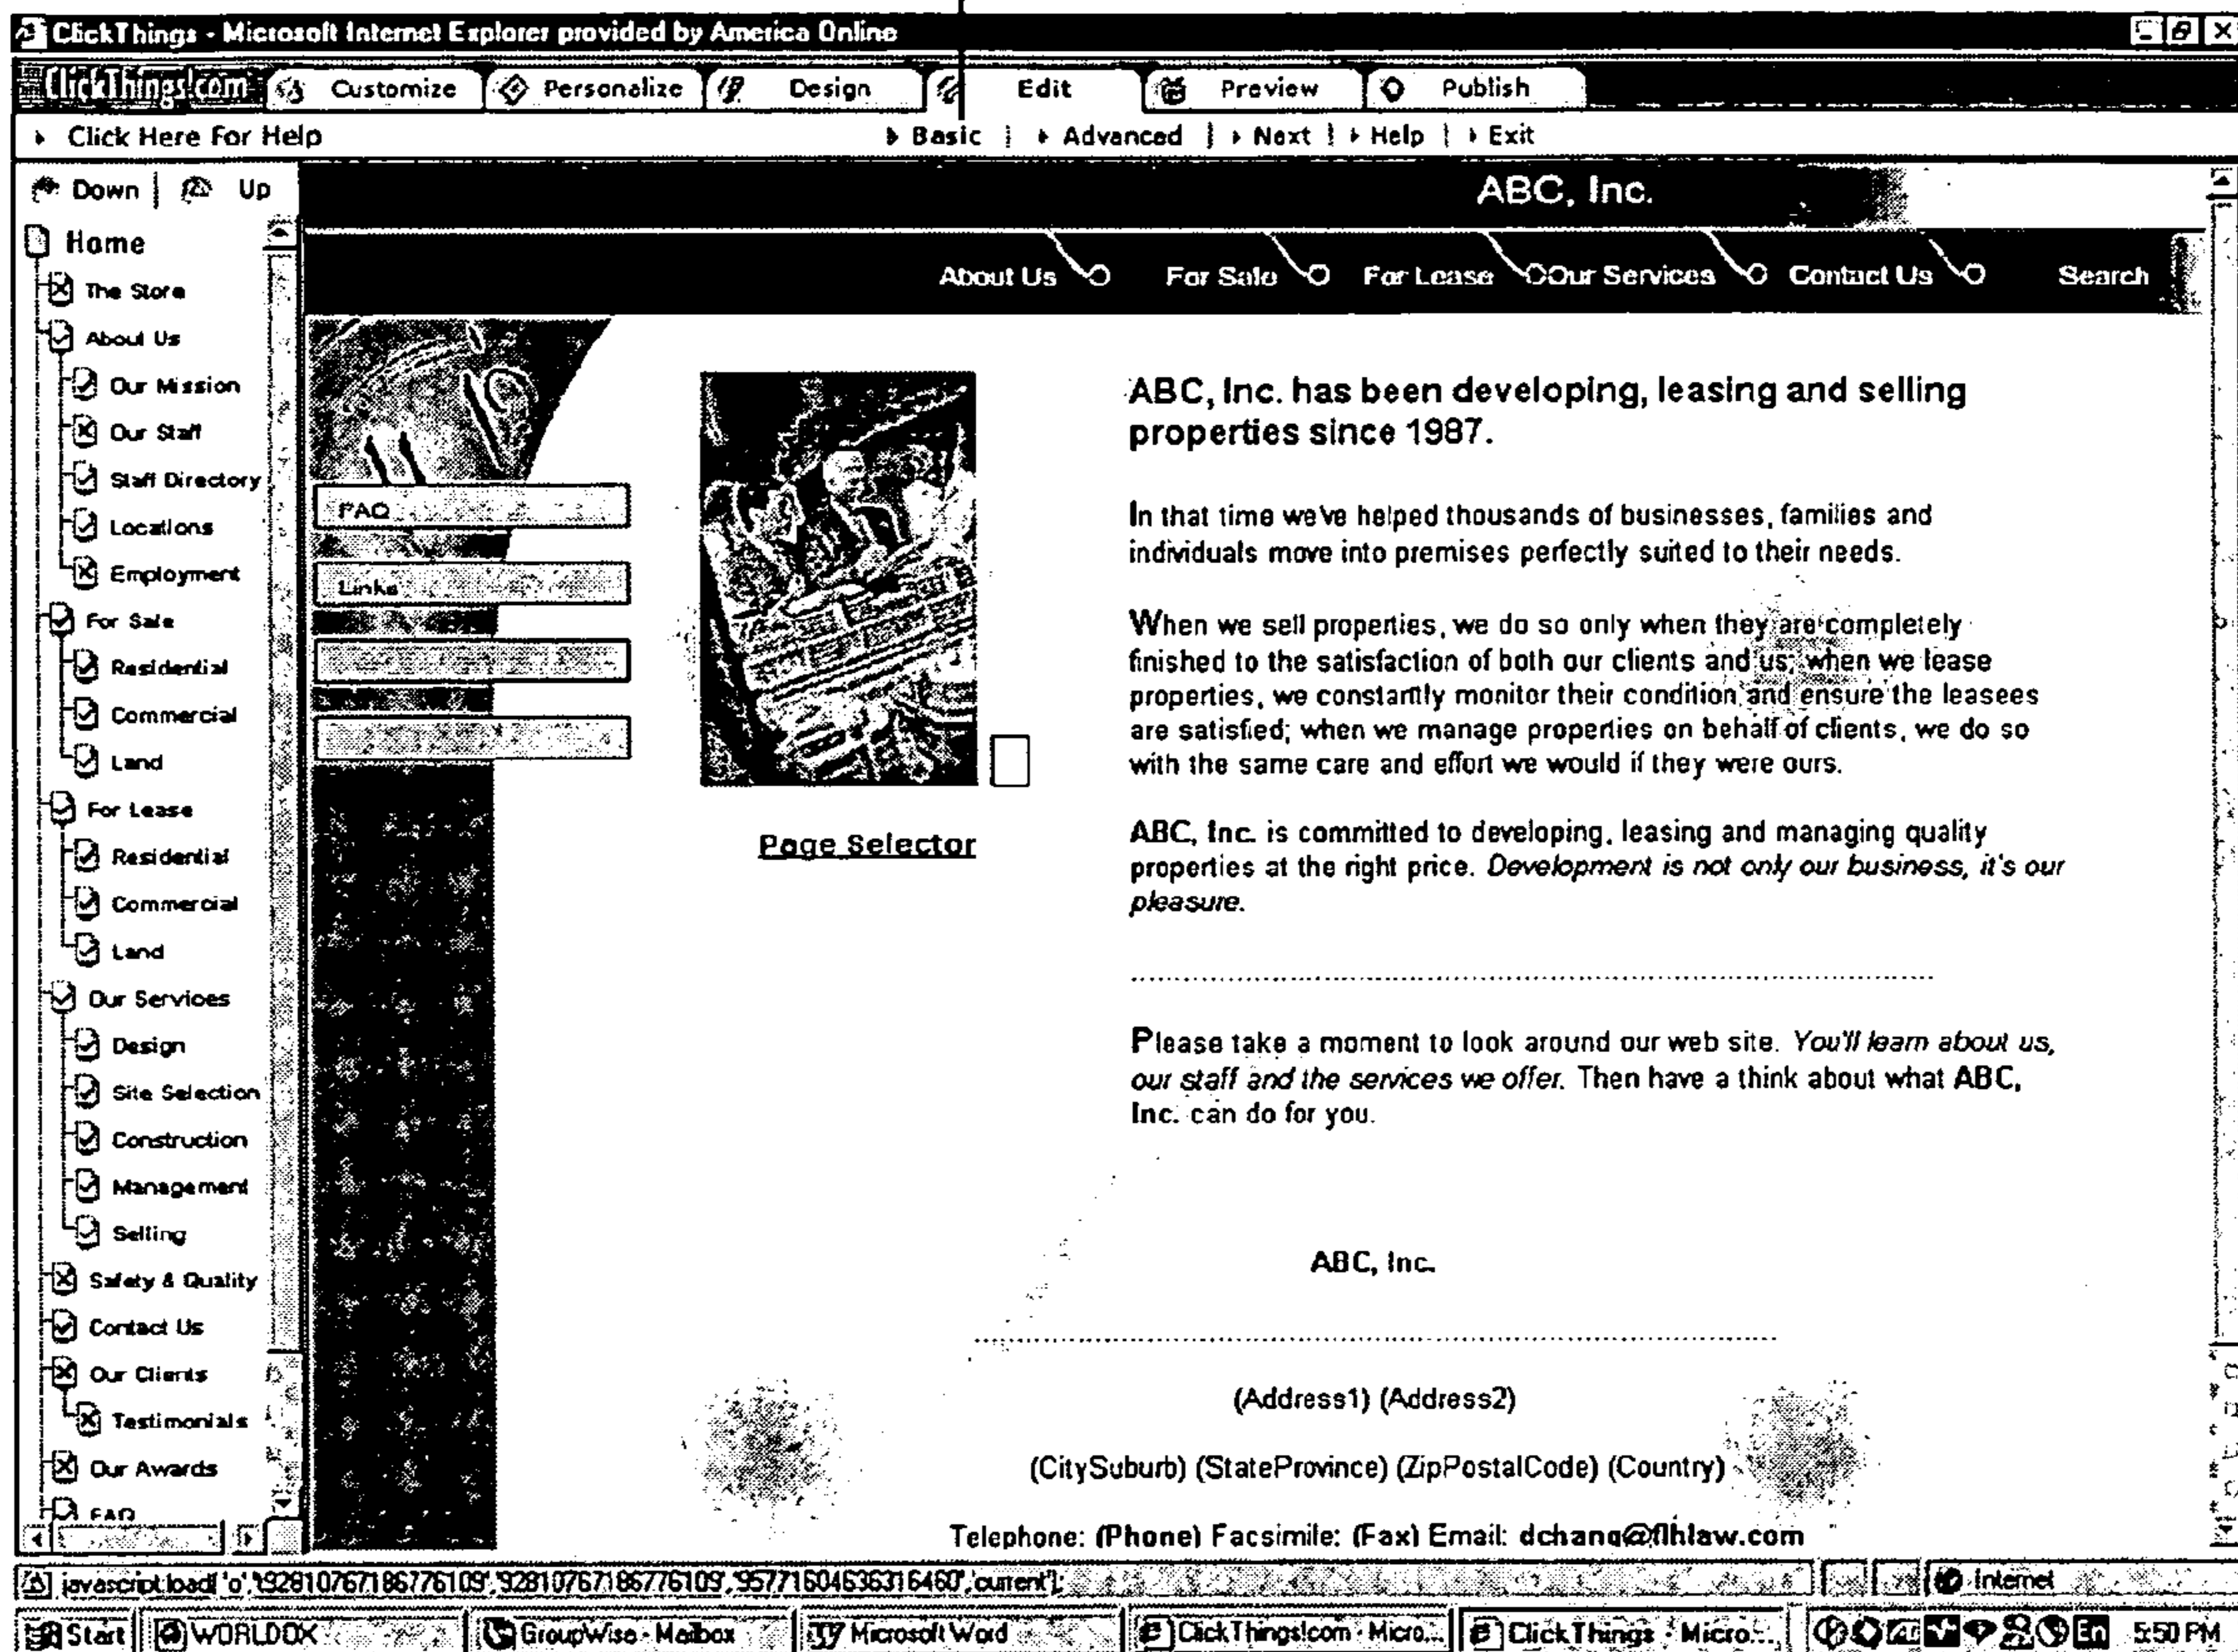 ClickThings - Microsoft Internet Explorer provided by America Online
ClickThings!com Customize Personalize Design Edit Preview Publish
Click Here For Help Basic | Advanced | Next | Help | Exit
Down | Up
ABC, Inc.
Home
The Store
About Us
Our Mission
Our Staff
Staff Directory
Locations
Employment
For Sale
Residential
Commercial
Land
For Lease
Residential
Commercial
Land
Our Services
Design
Site Selection
Construction
Management
Selling
Safety & Quality
Contact Us
Our Clients
Testimonials
Our Awards
FAQ
About Us For Sale For Lease Our Services Contact Us Search
FAQ
Links
Page Selector
ABC, Inc. has been developing, leasing and selling
properties since 1987.
In that time we've helped thousands of businesses, families and
individuals move into premises perfectly suited to their needs.
When we sell properties, we do so only when they are completely
finished to the satisfaction of both our clients and us; when we lease
properties, we constantly monitor their condition and ensure the leasees
are satisfied; when we manage properties on behalf of clients, we do so
with the same care and effort we would if they were ours.
ABC, Inc. is committed to developing, leasing and managing quality
properties at the right price. Development is not only our business, it's our
pleasure.
Please take a moment to look around our web site. You'll learn about us,
our staff and the services we offer. Then have a think about what ABC,
Inc. can do for you.
ABC, Inc.
(Address1) (Address2)
(CitySuburb) (StateProvince) (ZipPostalCode) (Country)
Telephone: (Phone) Facsimile: (Fax) Email: dchang@flhlaw.com
Internet
Start WORLDOX GroupWise - Mailbox Microsoft Word ClickThings!com - Micro... ClickThings - Micro... En 5:50 PM